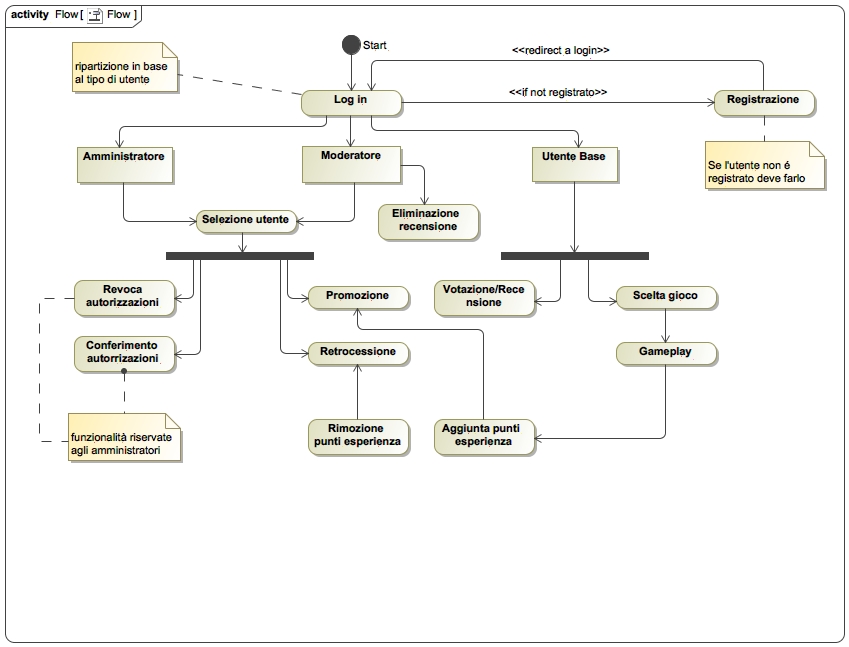 activity Flow [ Flow ]
Start
<<redirect a login>>
ripartizione in base
al tipo di utente
Log in
<<if not registrato>>
Registrazione
Amministratore
Moderatore
Utente Base
Se l'utente non é
registrato deve farlo
Selezione utente
Eliminazione
recensione
Revoca
autorizzazioni
Promozione
Votazione/Rece
nsione
Scelta gioco
Conferimento
autorrizazioni
Retrocessione
Gameplay
funzionalità riservate
agli amministratori
Rimozione
punti esperienza
Aggiunta punti
esperienza